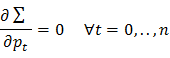 ∂ Σ / ∂p_t = 0 ∀t = 0,..,n